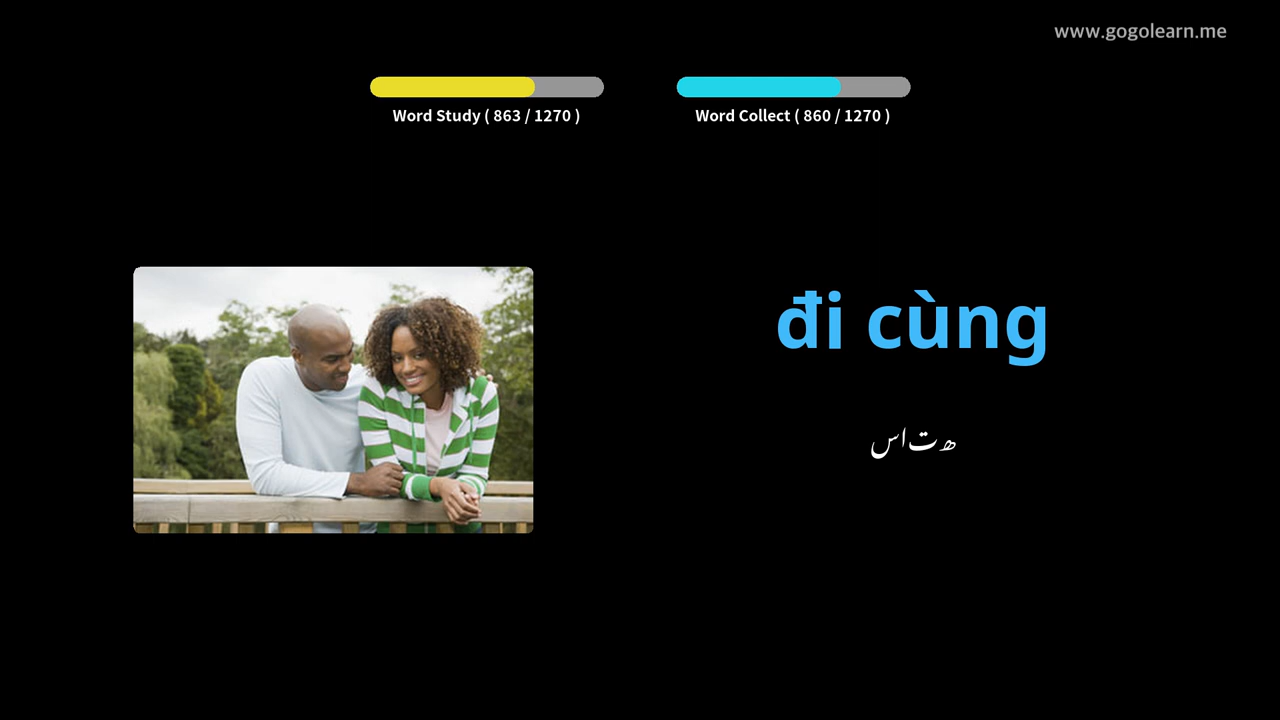 www.gogolearn.me
Word Study ( 863 / 1270 )
Word Collect ( 860 / 1270 )
đi cùng
ساتھ